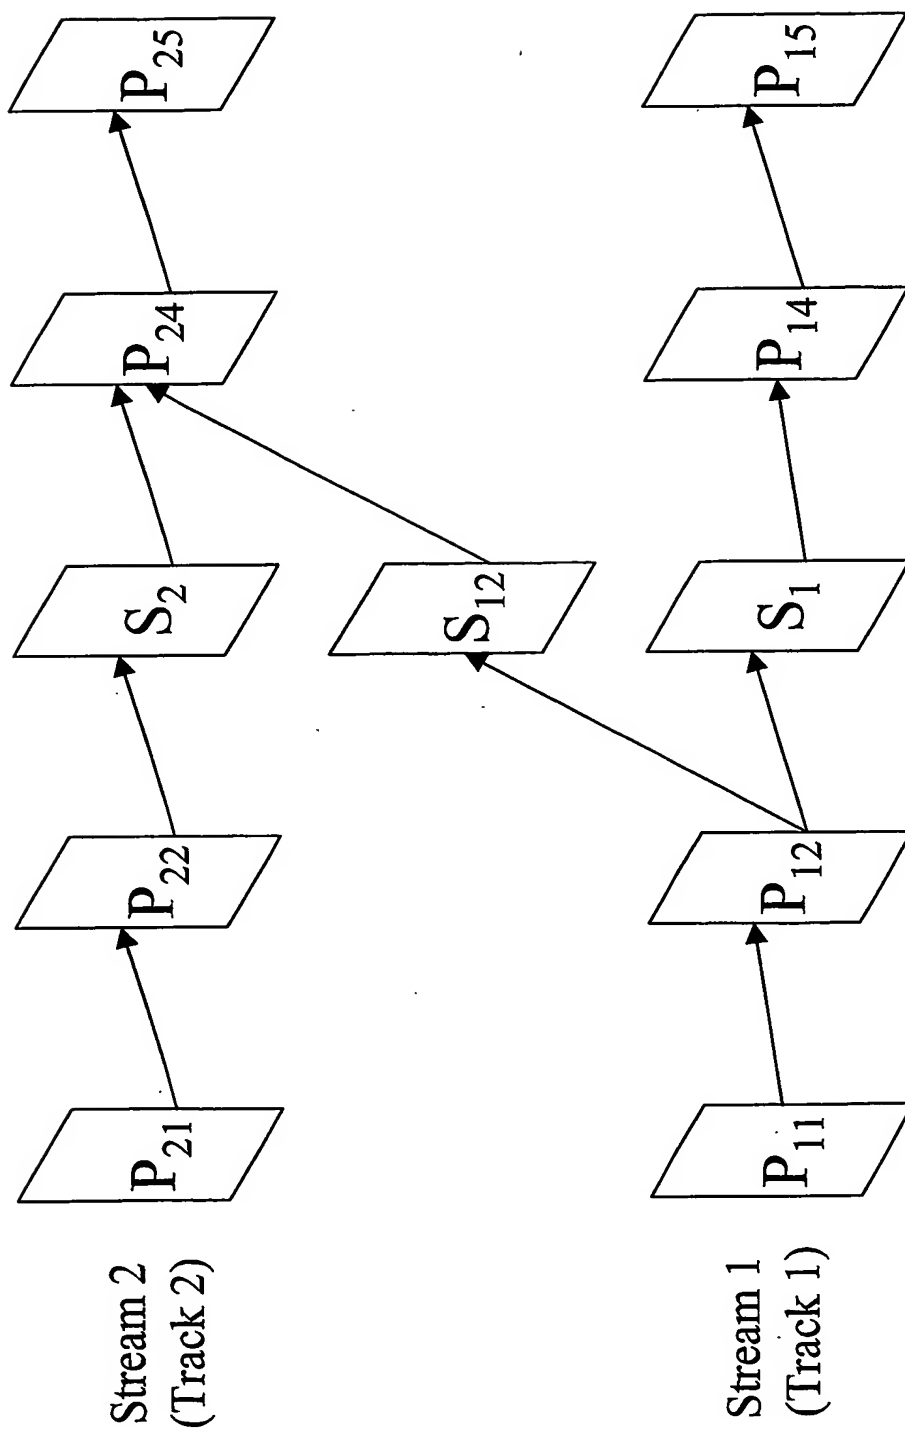 Stream 2
(Track 2)
P21
P22
S2
P24
P25
S12
Stream 1
(Track 1)
P11
P12
S1
P14
P15